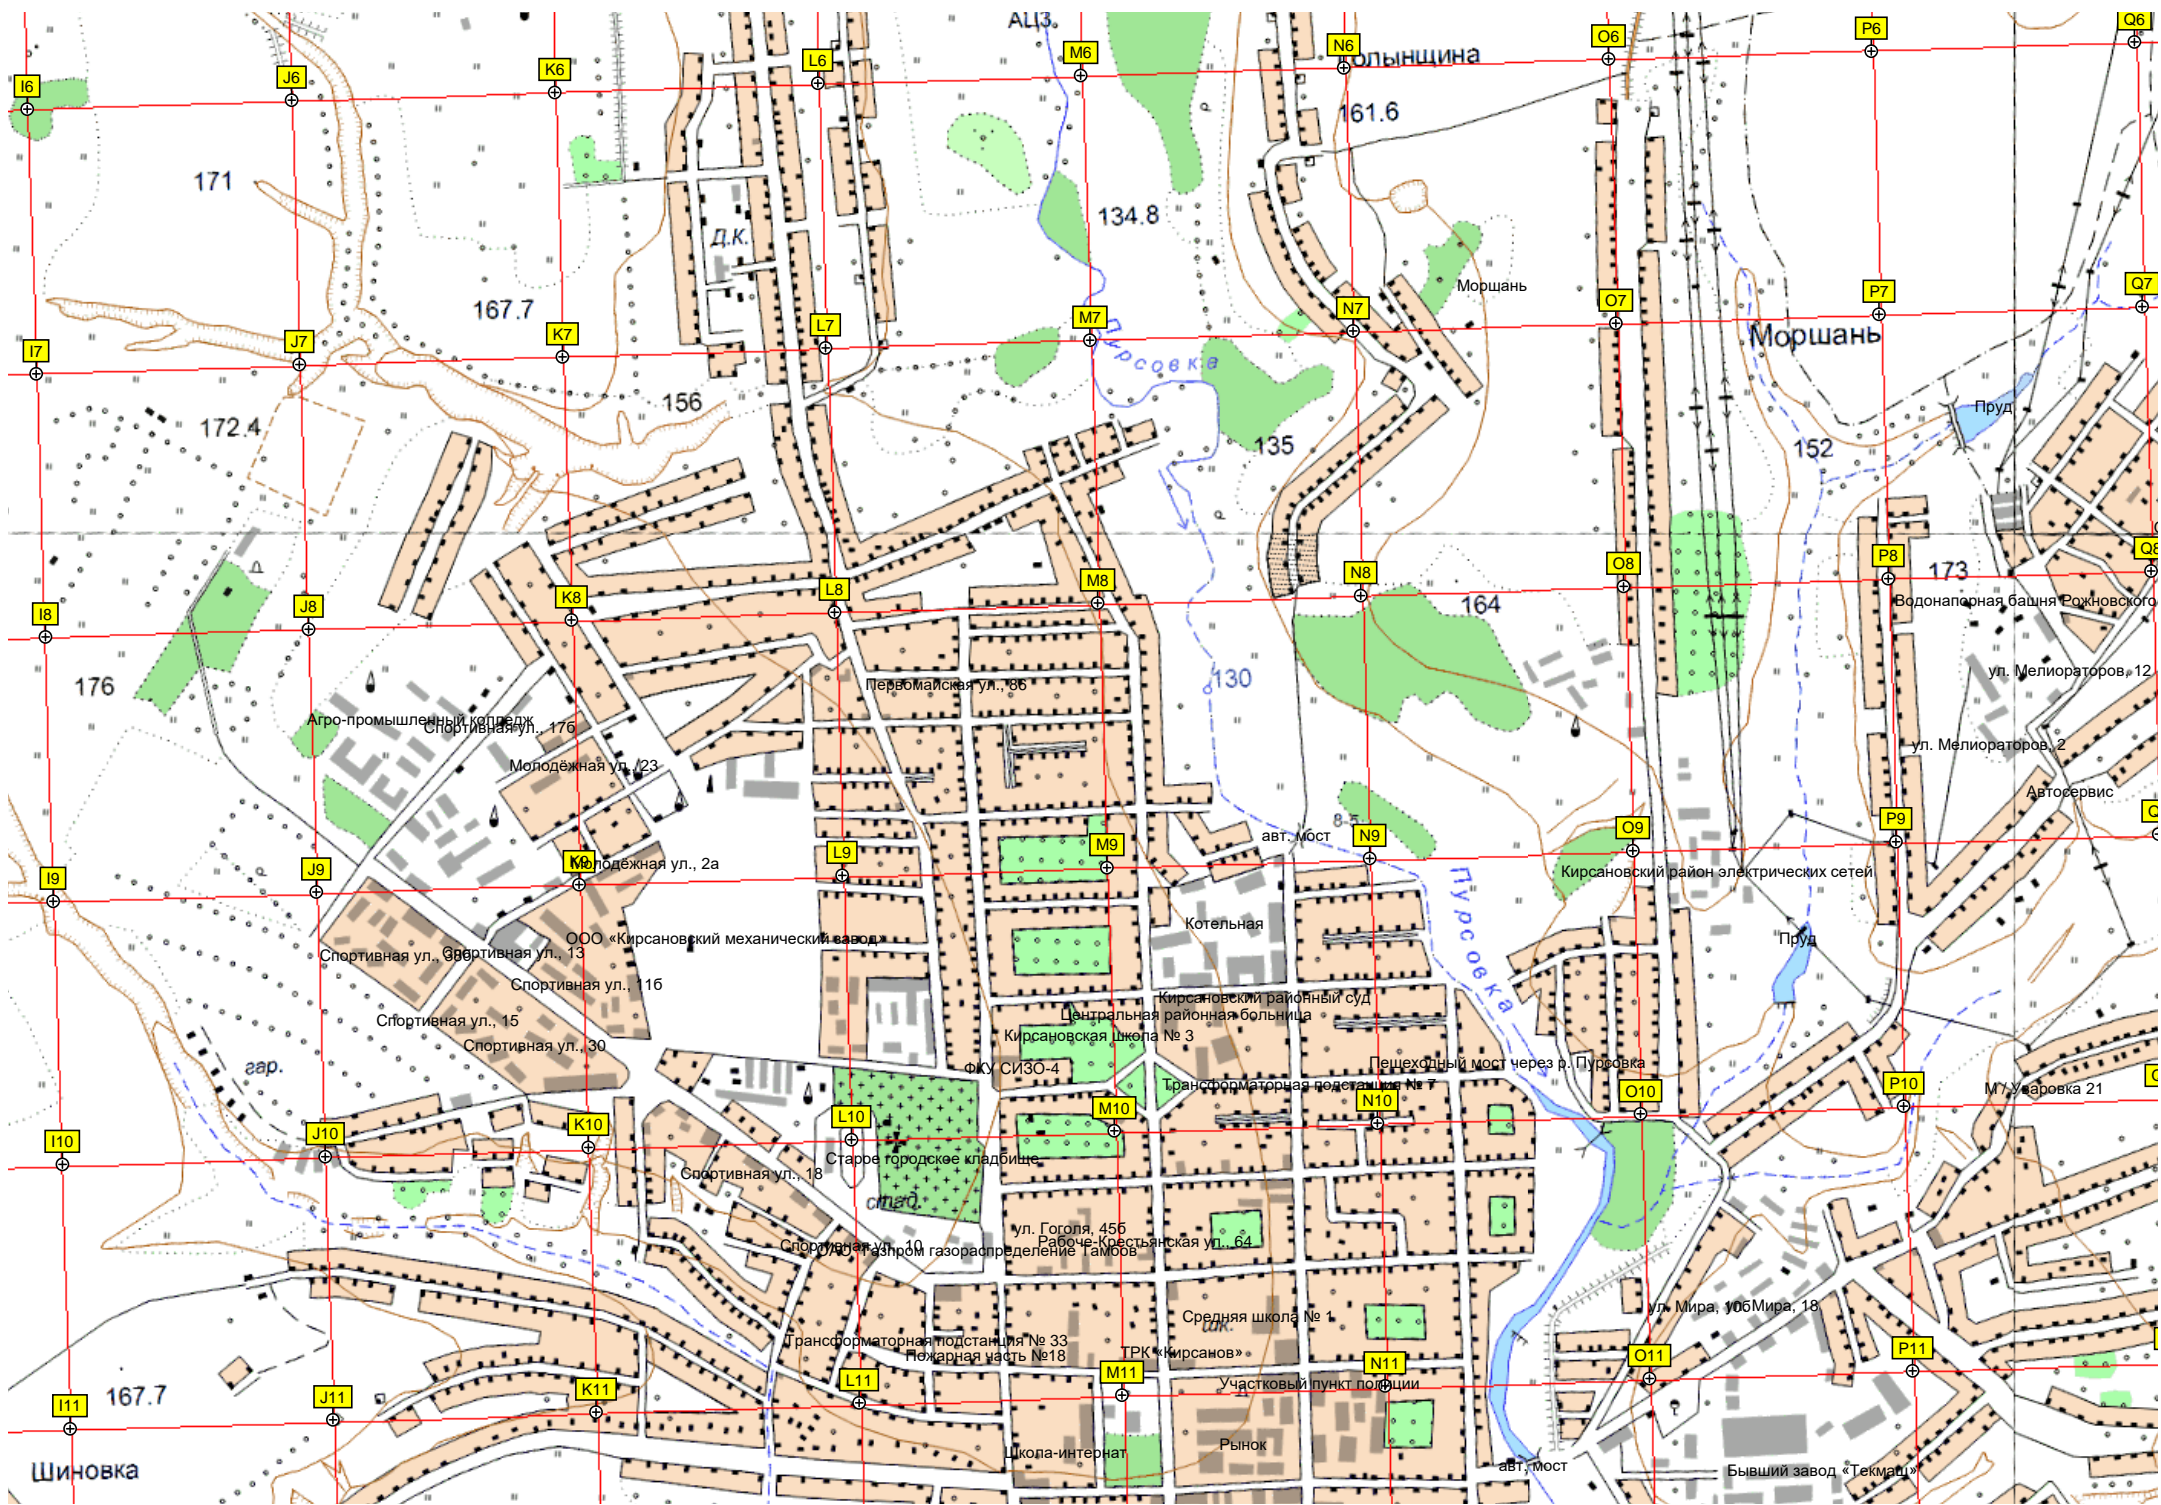 АЦЗ.
Q6
P6
O6
N6
M6
L6
K6
J6
I6
161.6
171
134.8
Д.К.
Моршань
167.7
Q7
P7
O7
N7
M7
L7
K7
J7
I7
Моршань
Пурсовка
156
Пруд
172.4
135
152
Q8
P8
173
O8
N8
M8
L8
K8
J8
I8
164
Водонапорная башня Рожновского
ул. Мелиораторов, 12
130
176
Первомайская ул., 86
Агро-промышленный колледж
Спортивная ул., 17б
ул. Мелиораторов, 2
Молодёжная ул., 23
Автосервис
авт. мост
Q
P9
O9
N9
M9
L9
K9
J9
I9
Молодёжная ул., 2а
Кирсановский район электрических сетей
Котельная
Пурсовка
ООО «Кирсановский механический завод»
Пруд
Спортивная ул., 13
Спортивная ул., 11б
Кирсановский районный суд
Центральная районная больница
Спортивная ул., 15
Кирсановская школа № 3
Спортивная ул., 30
гар.
ФКУ СИЗО-4
Пешеходный мост через р. Пурсовка
Трансформаторная подстанция № 7
М / Уваровка 21
P10
O10
N10
M10
L10
K10
J10
I10
Старое городское кладбище
Спортивная ул., 18
стад.
ул. Гоголя, 45б
Рабоче-Крестьянская ул., 64
Спортивная ул., 10
Газпром газораспределение Тамбов
ул. Мира, 10б
ул. Мира, 18
Средняя школа № 1
шк.
Трансформаторная подстанция № 33
Пожарная часть №18
ТРК «Кирсанов»
P11
O11
N11
M11
L11
K11
J11
I11
Участковый пункт полиции
167.7
Школа-интернат
Рынок
авт. мост
Бывший завод «Текмаш»
Шиновка